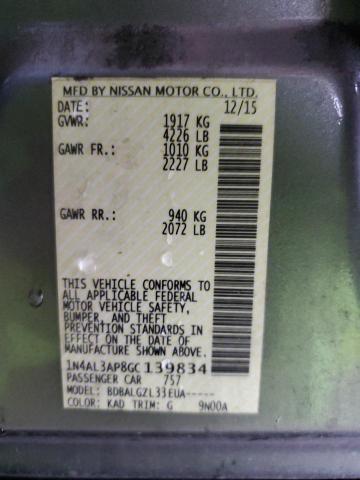 MFD BY NISSAN MOTOR CO., LTD.
DATE: 12/15
GVWR: 1917 KG
4226 LB
GAWR FR.: 1010 KG
2227 LB
GAWR RR.: 940 KG
2072 LB
THIS VEHICLE CONFORMS TO
ALL APPLICABLE FEDERAL
MOTOR VEHICLE SAFETY,
BUMPER, AND THEFT
PREVENTION STANDARDS IN
EFFECT ON THE DATE OF
MANUFACTURE SHOWN ABOVE.
1N4AL3AP8GC139834
PASSENGER CAR 757
MODEL: BDBALGZL33EUA-----
COLOR: KAD TRIM: G 9N00A